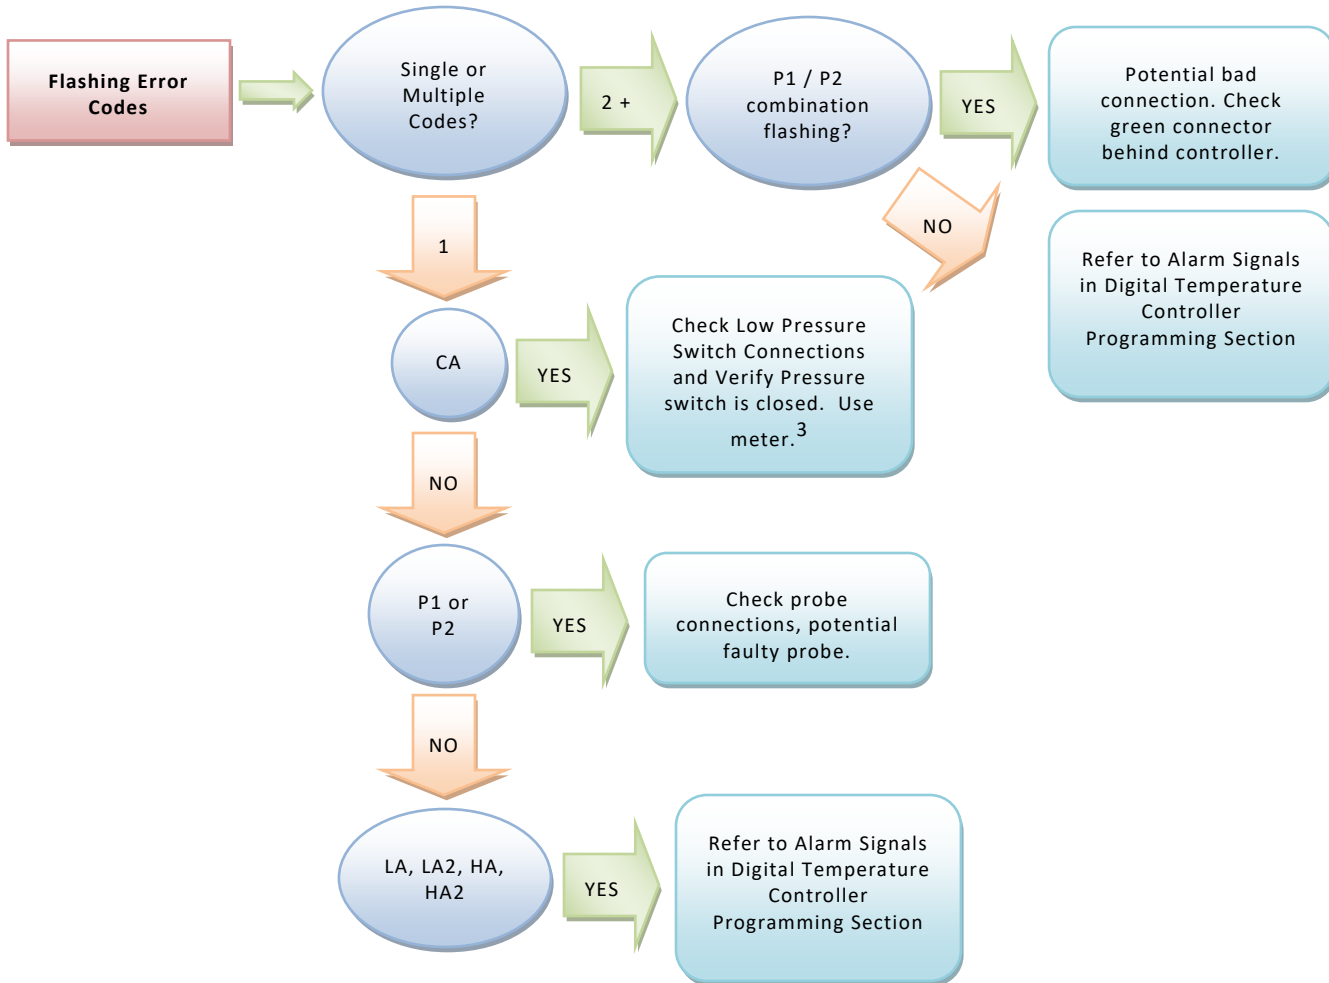 Flashing Error
Codes
Single or
Multiple
Codes?
2 +
P1 / P2
combination
flashing?
YES
Potential bad
connection. Check
green connector
behind controller.
NO
Refer to Alarm Signals
in Digital Temperature
Controller
Programming Section
1
CA
YES
Check Low Pressure
Switch Connections
and Verify Pressure
switch is closed.  Use
meter.3
NO
P1 or
P2
YES
Check probe
connections, potential
faulty probe.
NO
LA, LA2, HA,
HA2
YES
Refer to Alarm Signals
in Digital Temperature
Controller
Programming Section